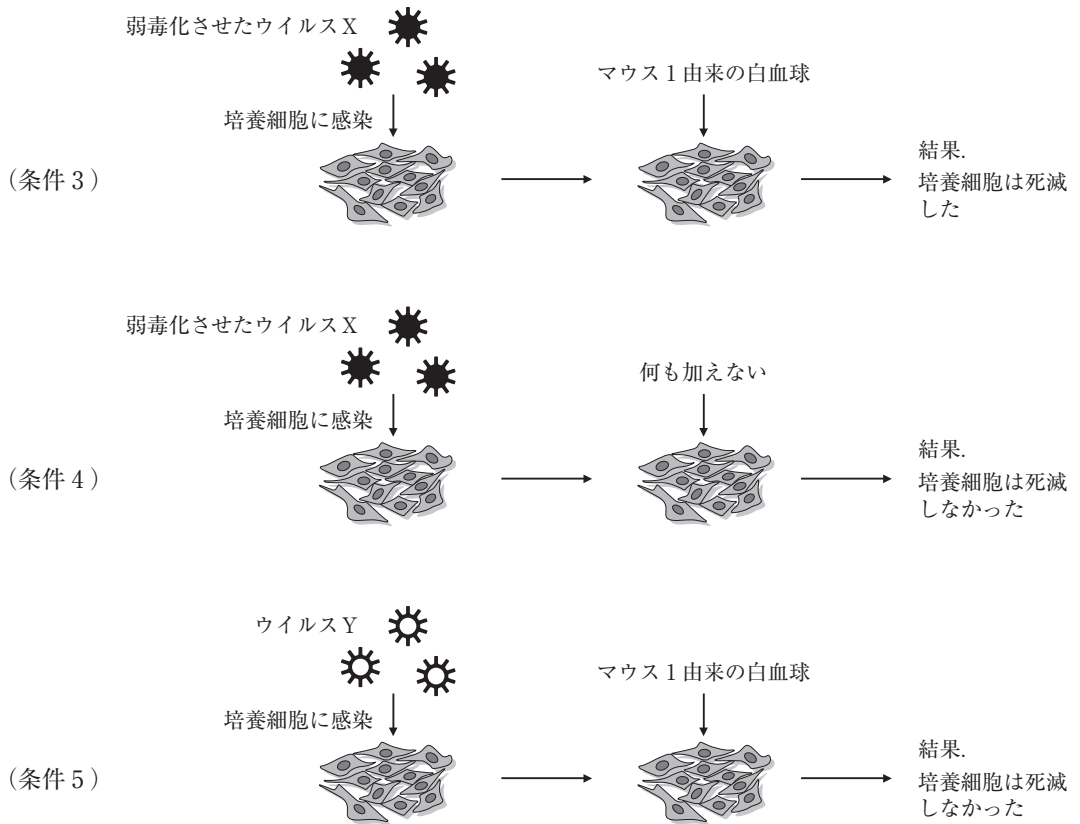 弱毒化させたウイルスX
マウス1由来の白血球
培養細胞に感染
(条件3)
結果.
培養細胞は死滅
した
弱毒化させたウイルスX
何も加えない
培養細胞に感染
(条件4)
結果.
培養細胞は死滅
しなかった
ウイルスY
マウス1由来の白血球
培養細胞に感染
(条件5)
結果.
培養細胞は死滅
しなかった